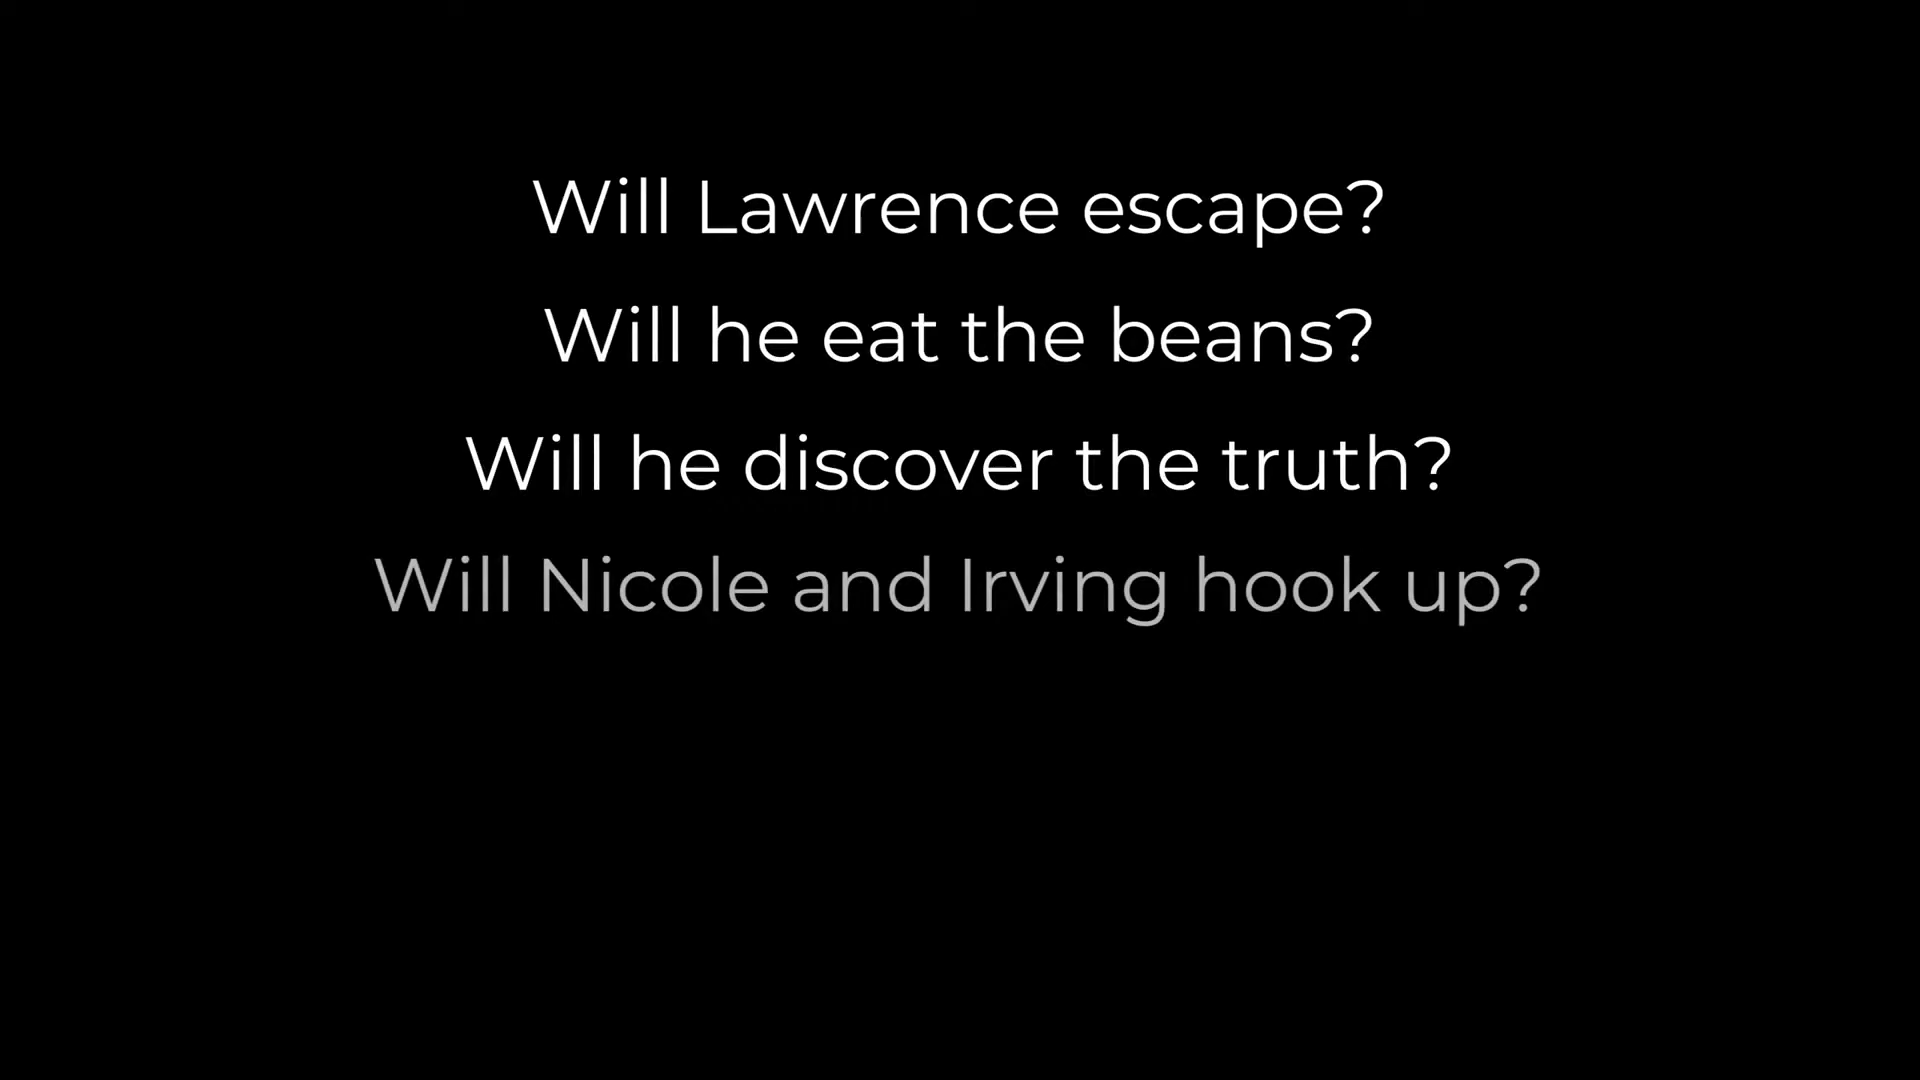 Will Lawrence escape?
Will he eat the beans?
Will he discover the truth?
Will Nicole and Irving hook up?